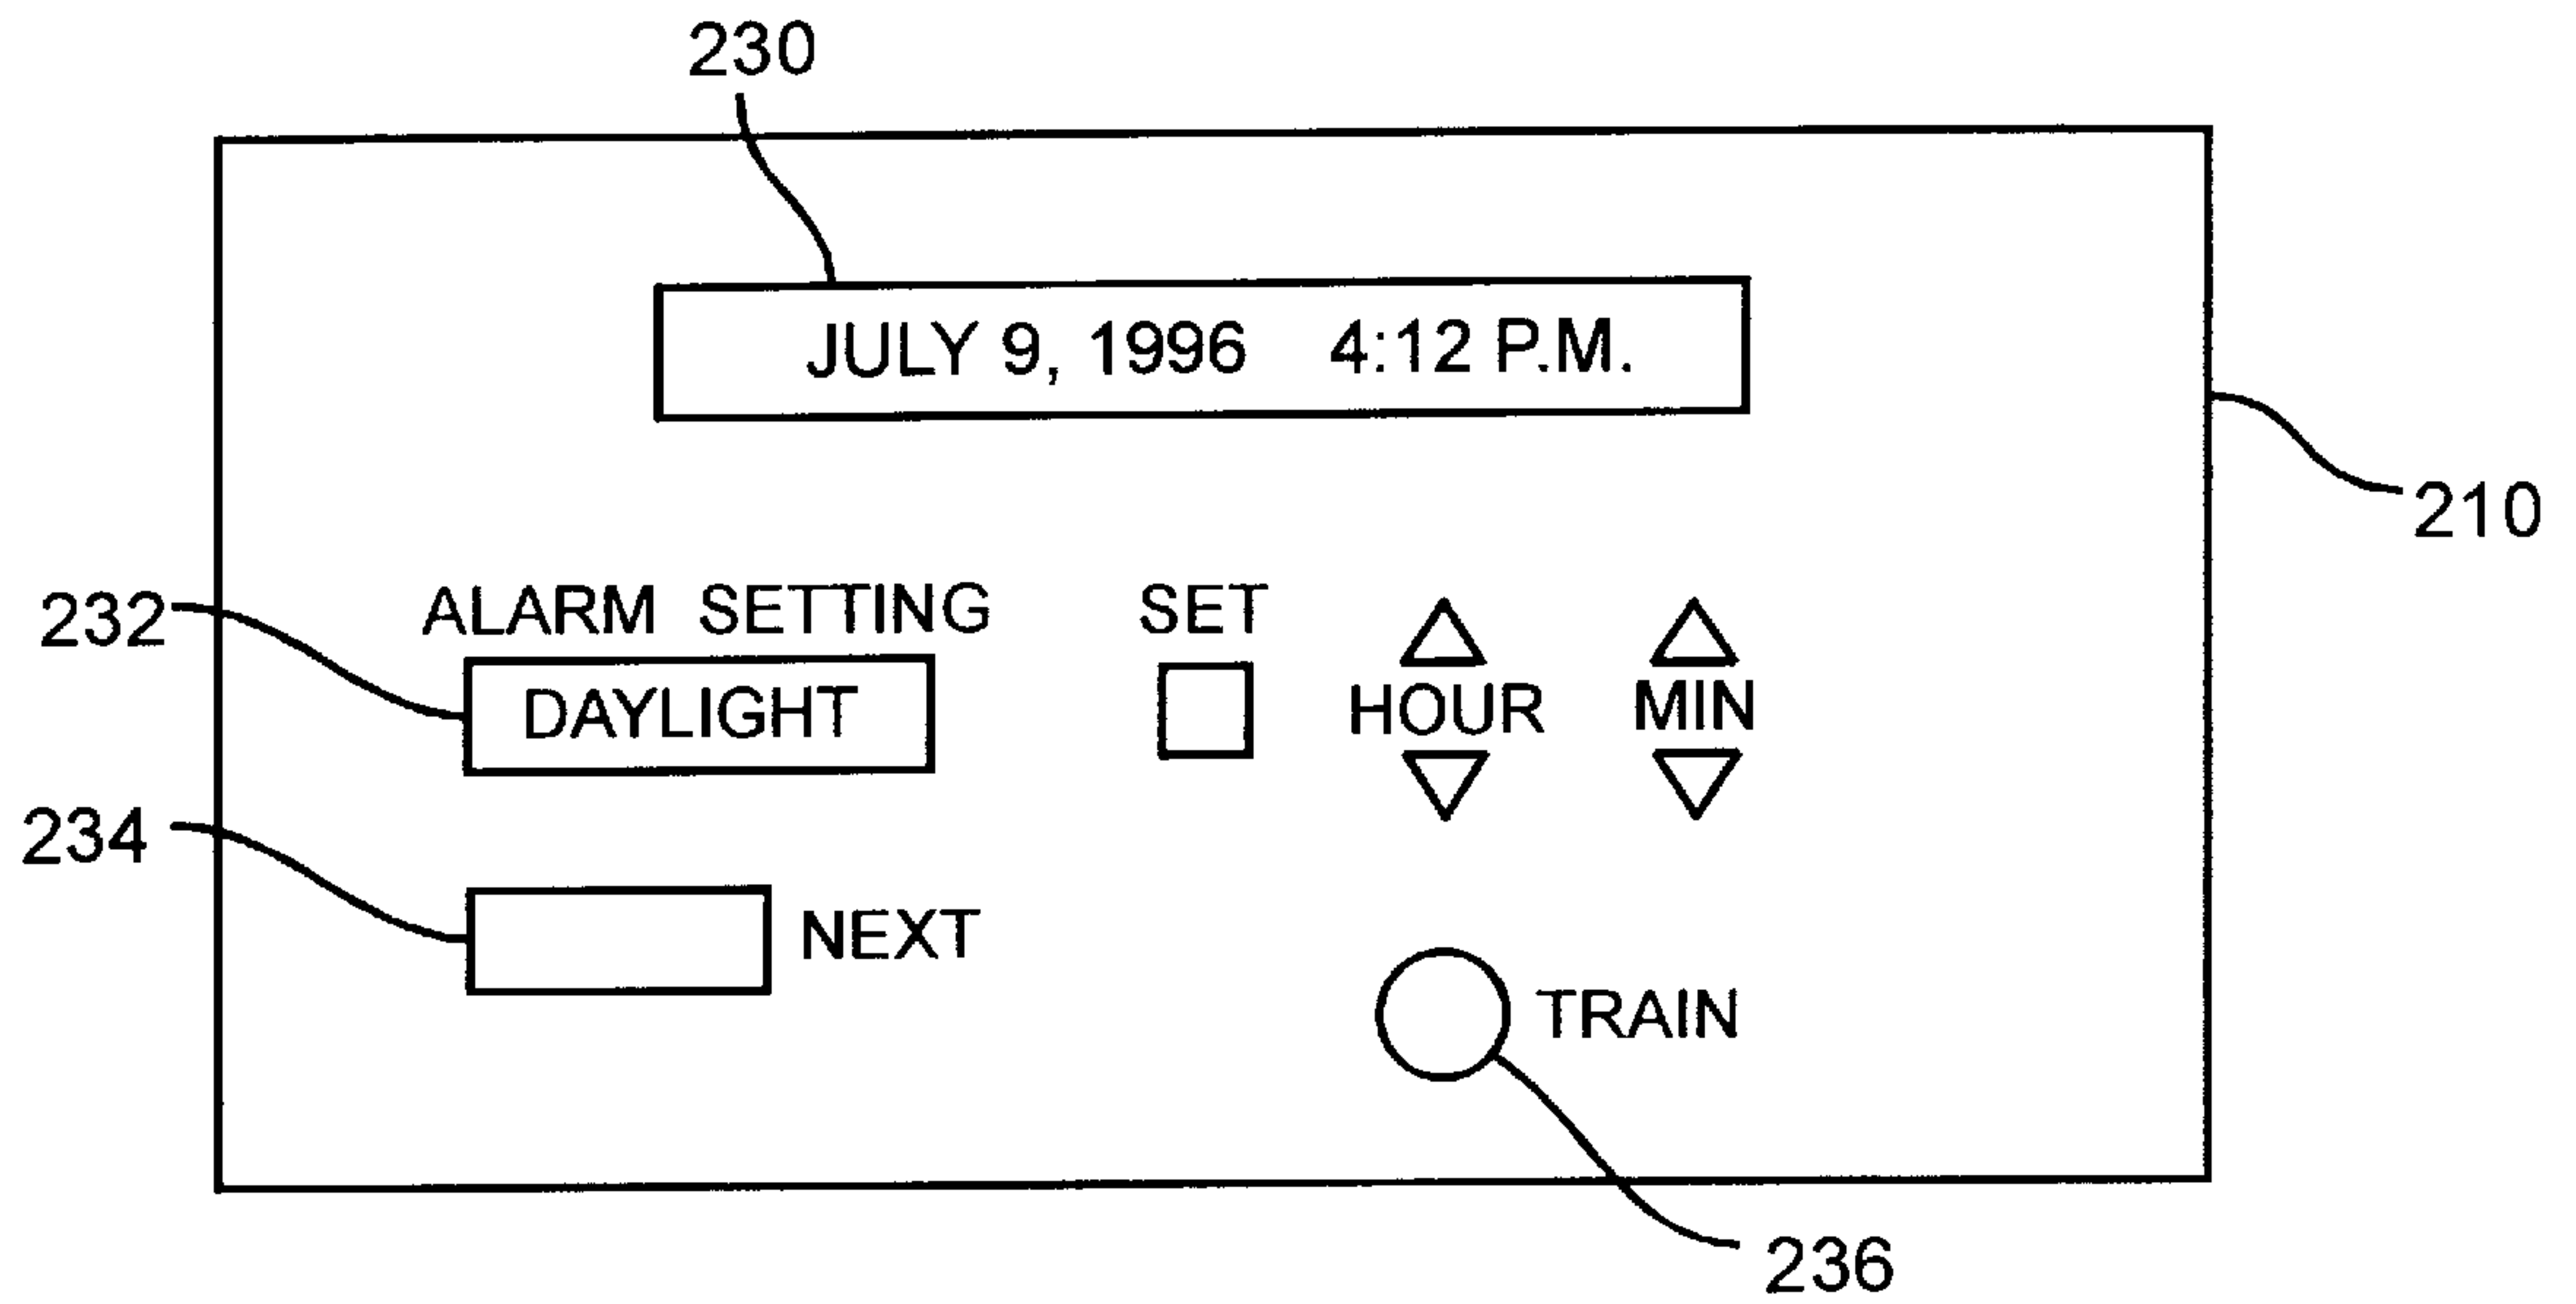 230
JULY 9, 1996 4:12 P.M.
210
ALARM SETTING SET
232
DAYLIGHT HOUR MIN
234
NEXT
TRAIN
236